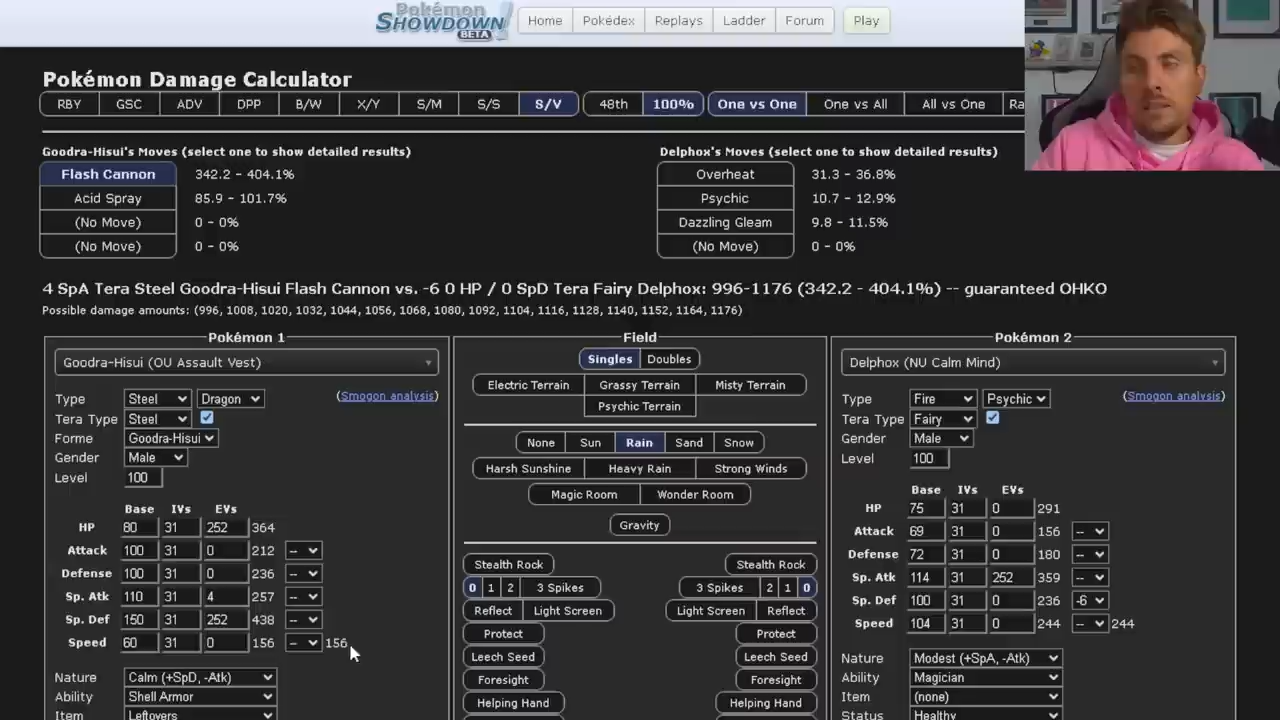 Pokémon
SHOWDOWN!
BETA
Home Pokédex Replays Ladder Forum Play
Pokémon Damage Calculator
RBY GSC ADV DPP B/W X/Y S/M S/S S/V 48th 100% One vs One One vs All All vs One Ra
Goodra-Hisui's Moves (select one to show detailed results)
Flash Cannon 342.2 - 404.1%
Acid Spray 85.9 - 101.7%
(No Move) 0 - 0%
(No Move) 0 - 0%
Delphox's Moves (select one to show detailed results)
Overheat 31.3 - 36.8%
Psychic 10.7 - 12.9%
Dazzling Gleam 9.8 - 11.5%
(No Move) 0 - 0%
4 SpA Tera Steel Goodra-Hisui Flash Cannon vs. -6 0 HP / 0 SpD Tera Fairy Delphox: 996-1176 (342.2 - 404.1%) -- guaranteed OHKO
Possible damage amounts: (996, 1008, 1020, 1032, 1044, 1056, 1068, 1080, 1092, 1104, 1116, 1128, 1140, 1152, 1164, 1176)
Pokémon 1
Goodra-Hisui (OU Assault Vest)
Type Steel Dragon (Smogon analysis)
Tera Type Steel
Forme Goodra-Hisui
Gender Male
Level 100
Base IVs EVs
HP 80 31 252 364
Attack 100 31 0 212 --
Defense 100 31 0 236 --
Sp. Atk 110 31 4 257 --
Sp. Def 150 31 252 438 --
Speed 60 31 0 156 -- 156
Nature Calm (+SpD, -Atk)
Ability Shell Armor
Item Leftovers
Field
Singles Doubles
Electric Terrain Grassy Terrain Misty Terrain
Psychic Terrain
None Sun Rain Sand Snow
Harsh Sunshine Heavy Rain Strong Winds
Magic Room Wonder Room
Gravity
Stealth Rock Stealth Rock
0 1 2 3 Spikes 3 Spikes 2 1 0
Reflect Light Screen Light Screen Reflect
Protect Protect
Leech Seed Leech Seed
Foresight Foresight
Helping Hand Helping Hand
Pokémon 2
Delphox (NU Calm Mind)
Type Fire Psychic (Smogon analysis)
Tera Type Fairy
Gender Male
Level 100
Base IVs EVs
HP 75 31 0 291
Attack 69 31 0 156 --
Defense 72 31 0 180 --
Sp. Atk 114 31 252 359 --
Sp. Def 100 31 0 236 -6
Speed 104 31 0 244 -- 244
Nature Modest (+SpA, -Atk)
Ability Magician
Item (none)
Status Healthy